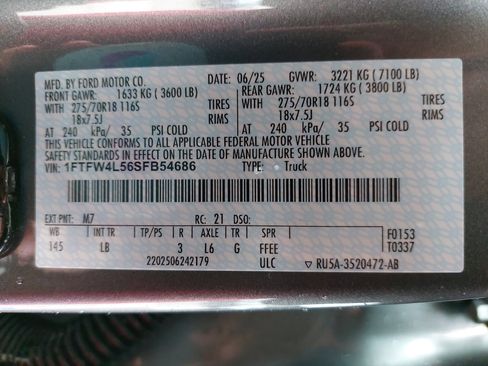 MFD. BY FORD MOTOR CO. DATE: 06/25 GVWR: 3221 KG (7100 LB)
FRONT GAWR: 1633 KG (3600 LB) REAR GAWR: 1724 KG (3800 LB)
WITH 275/70R18 116S TIRES WITH 275/70R18 116S TIRES
18x7.5J RIMS 18x7.5J RIMS
AT 240 kPa/ 35 PSI COLD AT 240 kPa/ 35 PSI COLD
THIS VEHICLE CONFORMS TO ALL APPLICABLE FEDERAL MOTOR VEHICLE
SAFETY STANDARDS IN EFFECT ON THE DATE OF MANUFACTURE SHOWN ABOVE.
VIN: 1FTFW4L56SFB54686 TYPE: Truck
EXT PNT: M7 RC: 21 DSO: F0153
WB INT TR TP/PS R AXLE TR SPR T0337
145 LB 3 L6 G FFEE
2202506242179 ULC ▽ RU5A-3520472-AB